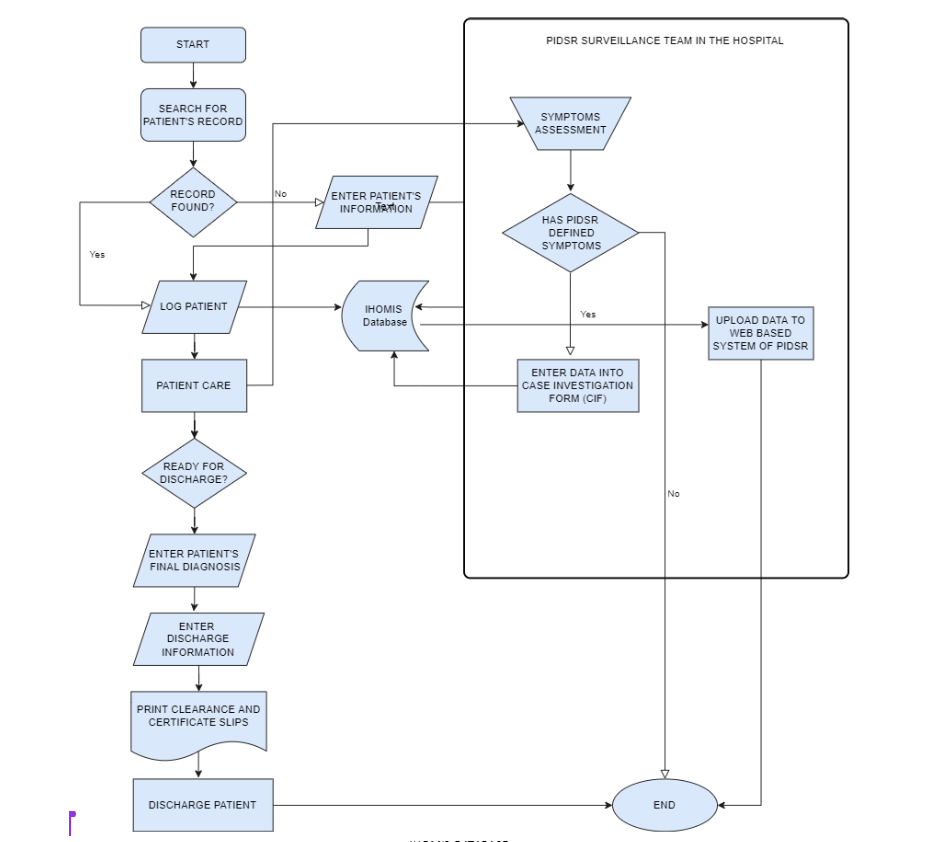 START
PIDSR SURVEILLANCE TEAM IN THE HOSPITAL
SEARCH FOR
PATIENT'S RECORD
SYMPTOMS
ASSESSMENT
RECORD
FOUND?
No
ENTER PATIENT'S
INFORMATION
Text
HAS PIDSR
DEFINED
SYMPTOMS
Yes
LOG PATIENT
IHOMIS
Database
Yes
UPLOAD DATA TO
WEB BASED
SYSTEM OF PIDSR
PATIENT CARE
ENTER DATA INTO
CASE INVESTIGATION
FORM (CIF)
READY FOR
DISCHARGE?
No
ENTER PATIENT'S
FINAL DIAGNOSIS
ENTER
DISCHARGE
INFORMATION
PRINT CLEARANCE AND
CERTIFICATE SLIPS
DISCHARGE PATIENT
END